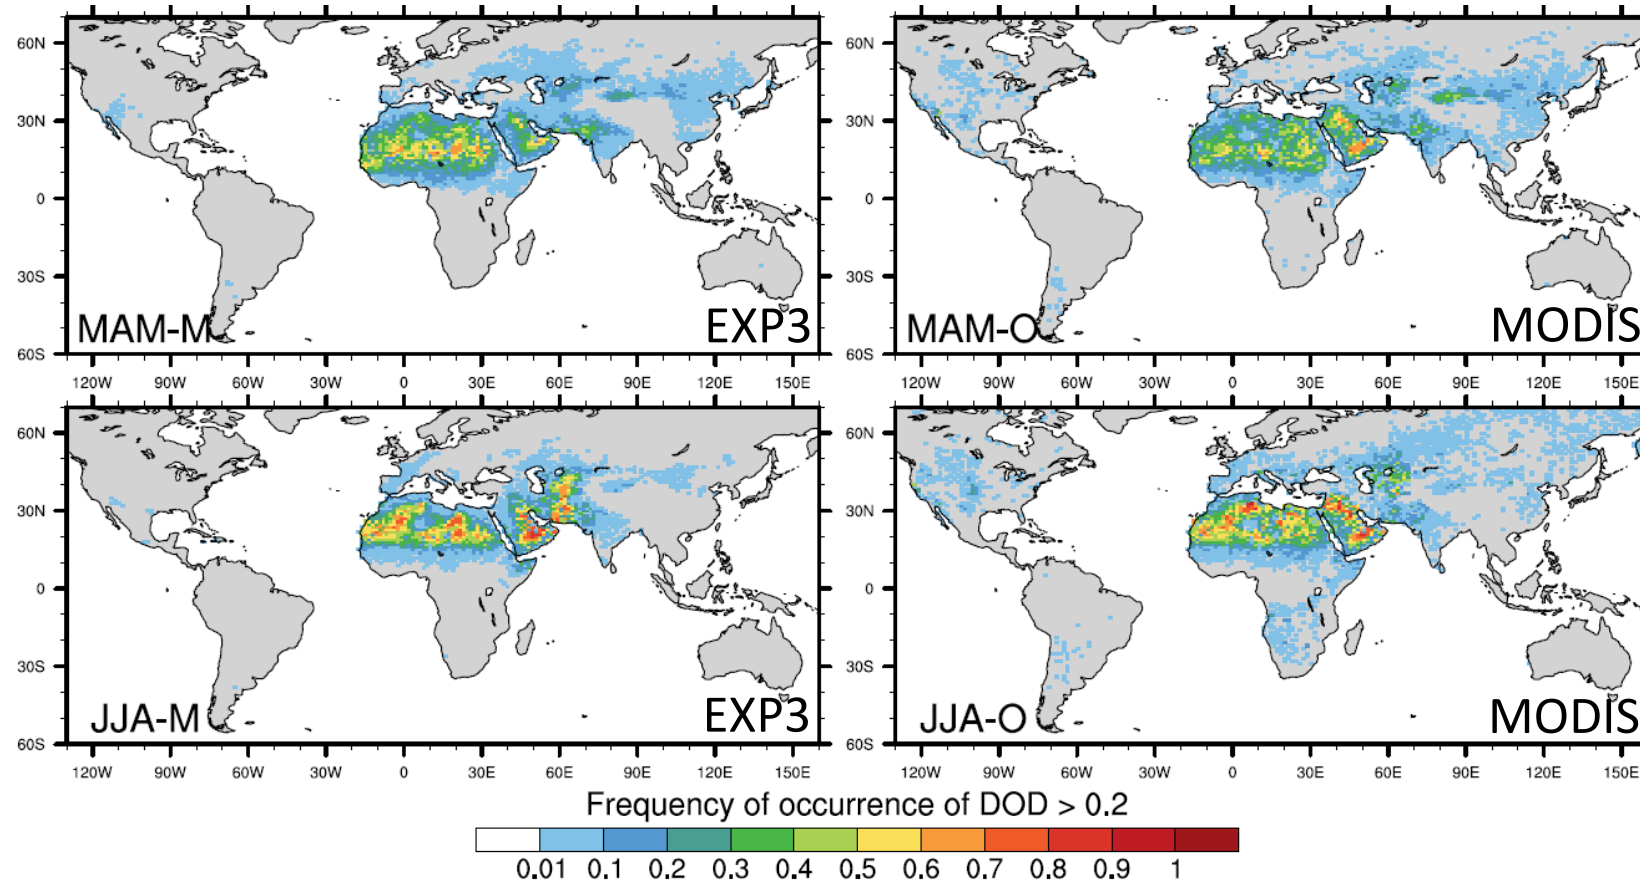 60N
30N
0
30S
60S
MAM-M
EXP3
120W 90W 60W 30W 0 30E 60E 90E 120E 150E
MAM-O
MODIS
120W 90W 60W 30W 0 30E 60E 90E 120E 150E
60N
30N
0
30S
60S
JJA-M
EXP3
120W 90W 60W 30W 0 30E 60E 90E 120E 150E
JJA-O
MODIS
120W 90W 60W 30W 0 30E 60E 90E 120E 150E
60N
30N
0
30S
60S
60N
30N
0
30S
60S
Frequency of occurrence of DOD > 0.2
0.01 0.1 0.2 0.3 0.4 0.5 0.6 0.7 0.8 0.9 1